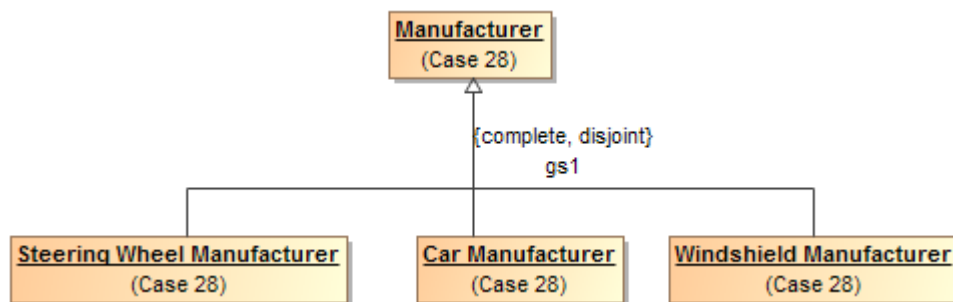 Manufacturer
(Case 28)
{complete, disjoint}
gs1
Steering Wheel Manufacturer
(Case 28)
Car Manufacturer
(Case 28)
Windshield Manufacturer
(Case 28)